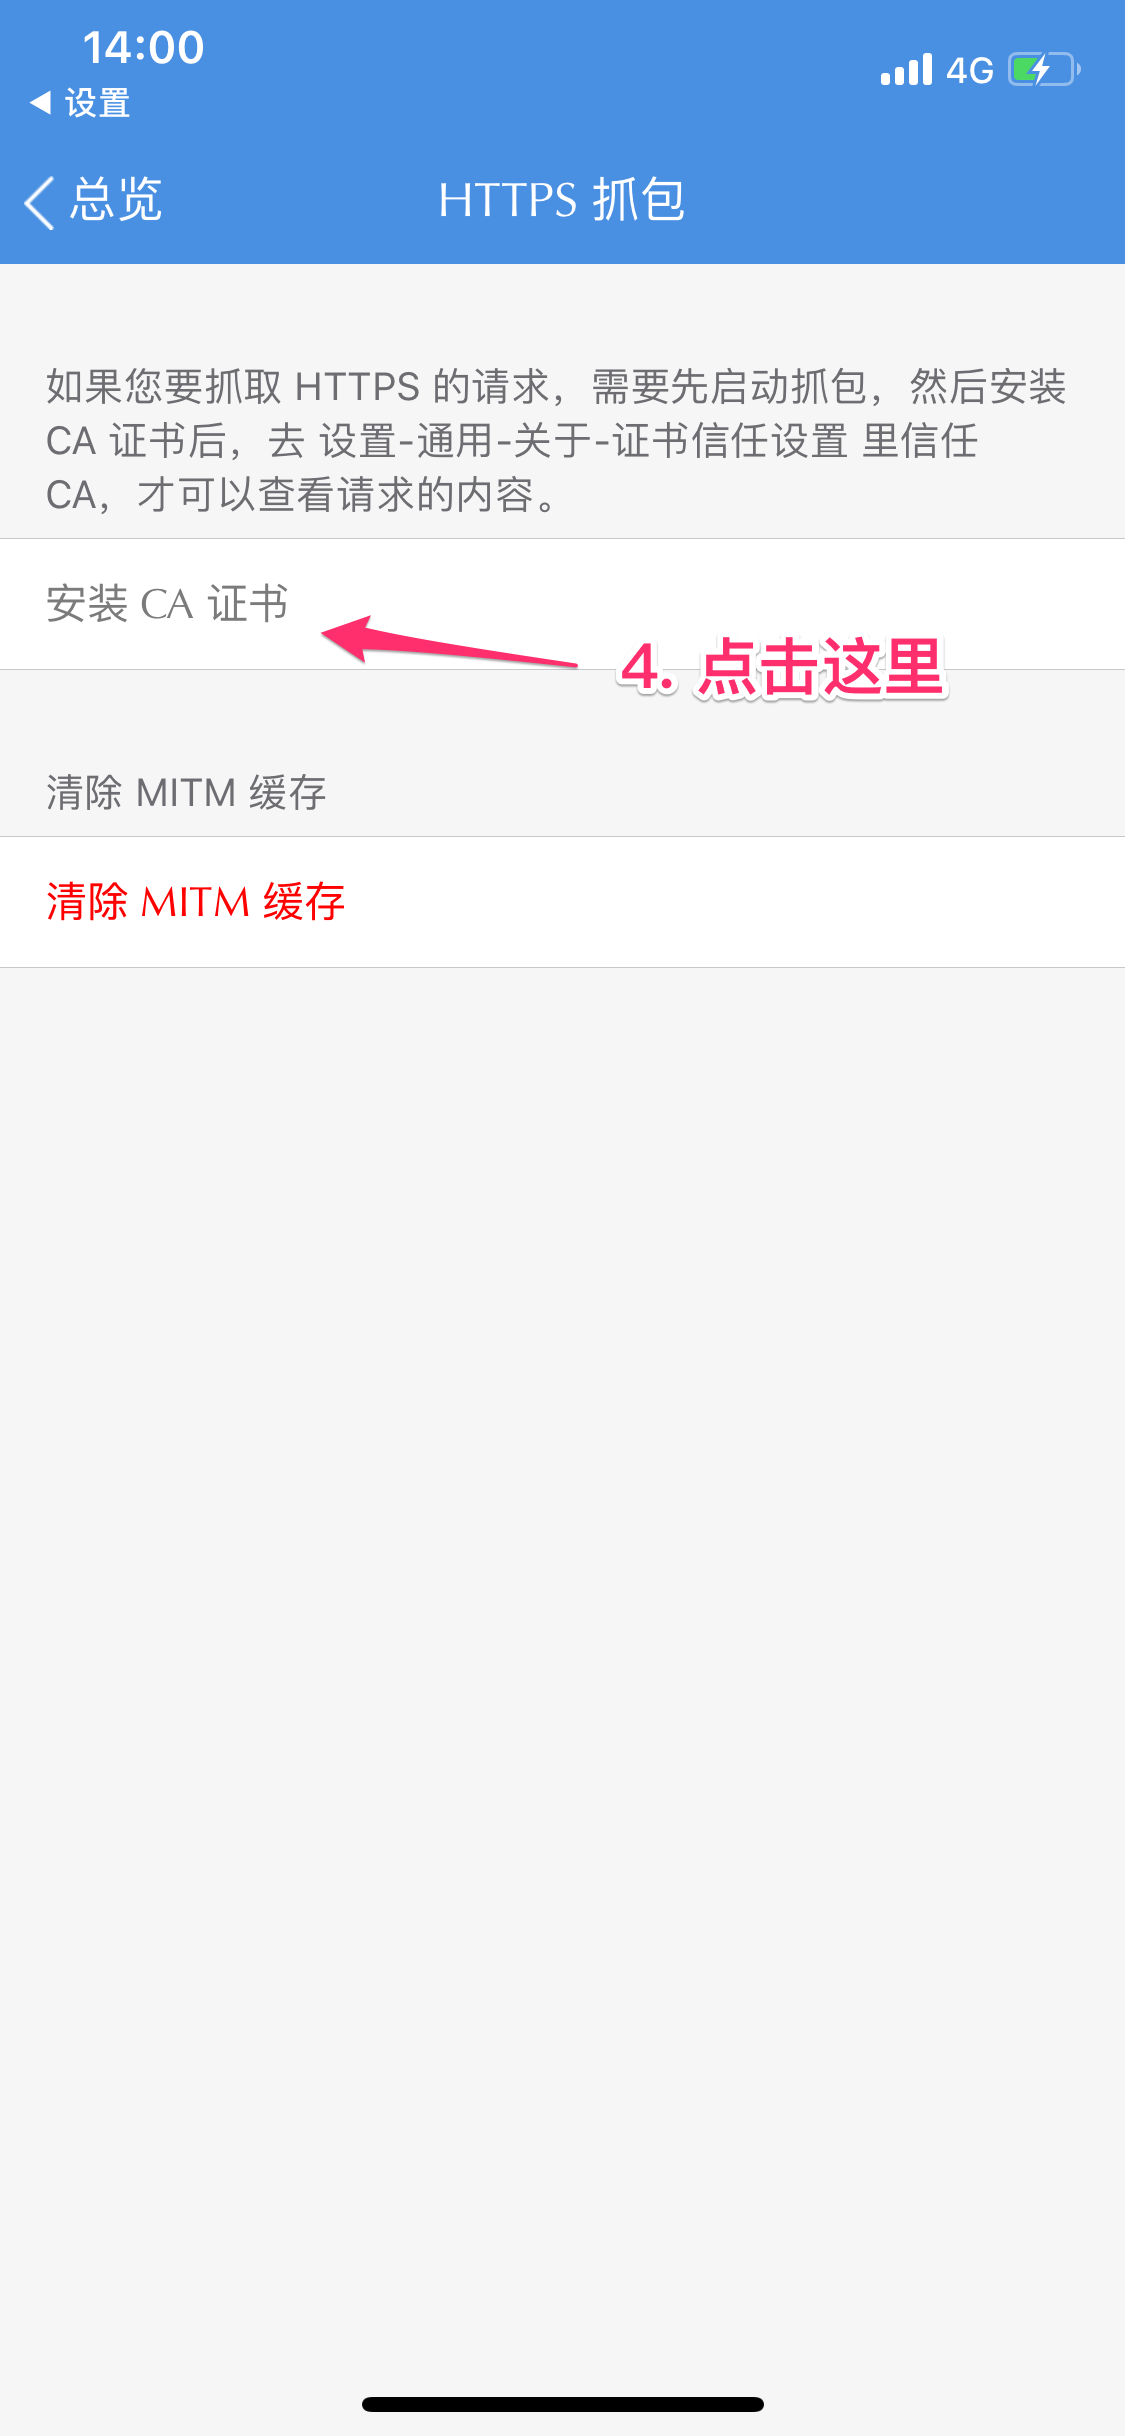 14:00
4G
设置
总览
HTTPS 抓包
如果您要抓取 HTTPS 的请求，需要先启动抓包，然后安装
CA 证书后，去 设置-通用-关于-证书信任设置 里信任
CA，才可以查看请求的内容。
安装 CA 证书
4. 点击这里
清除 MITM 缓存
清除 MITM 缓存